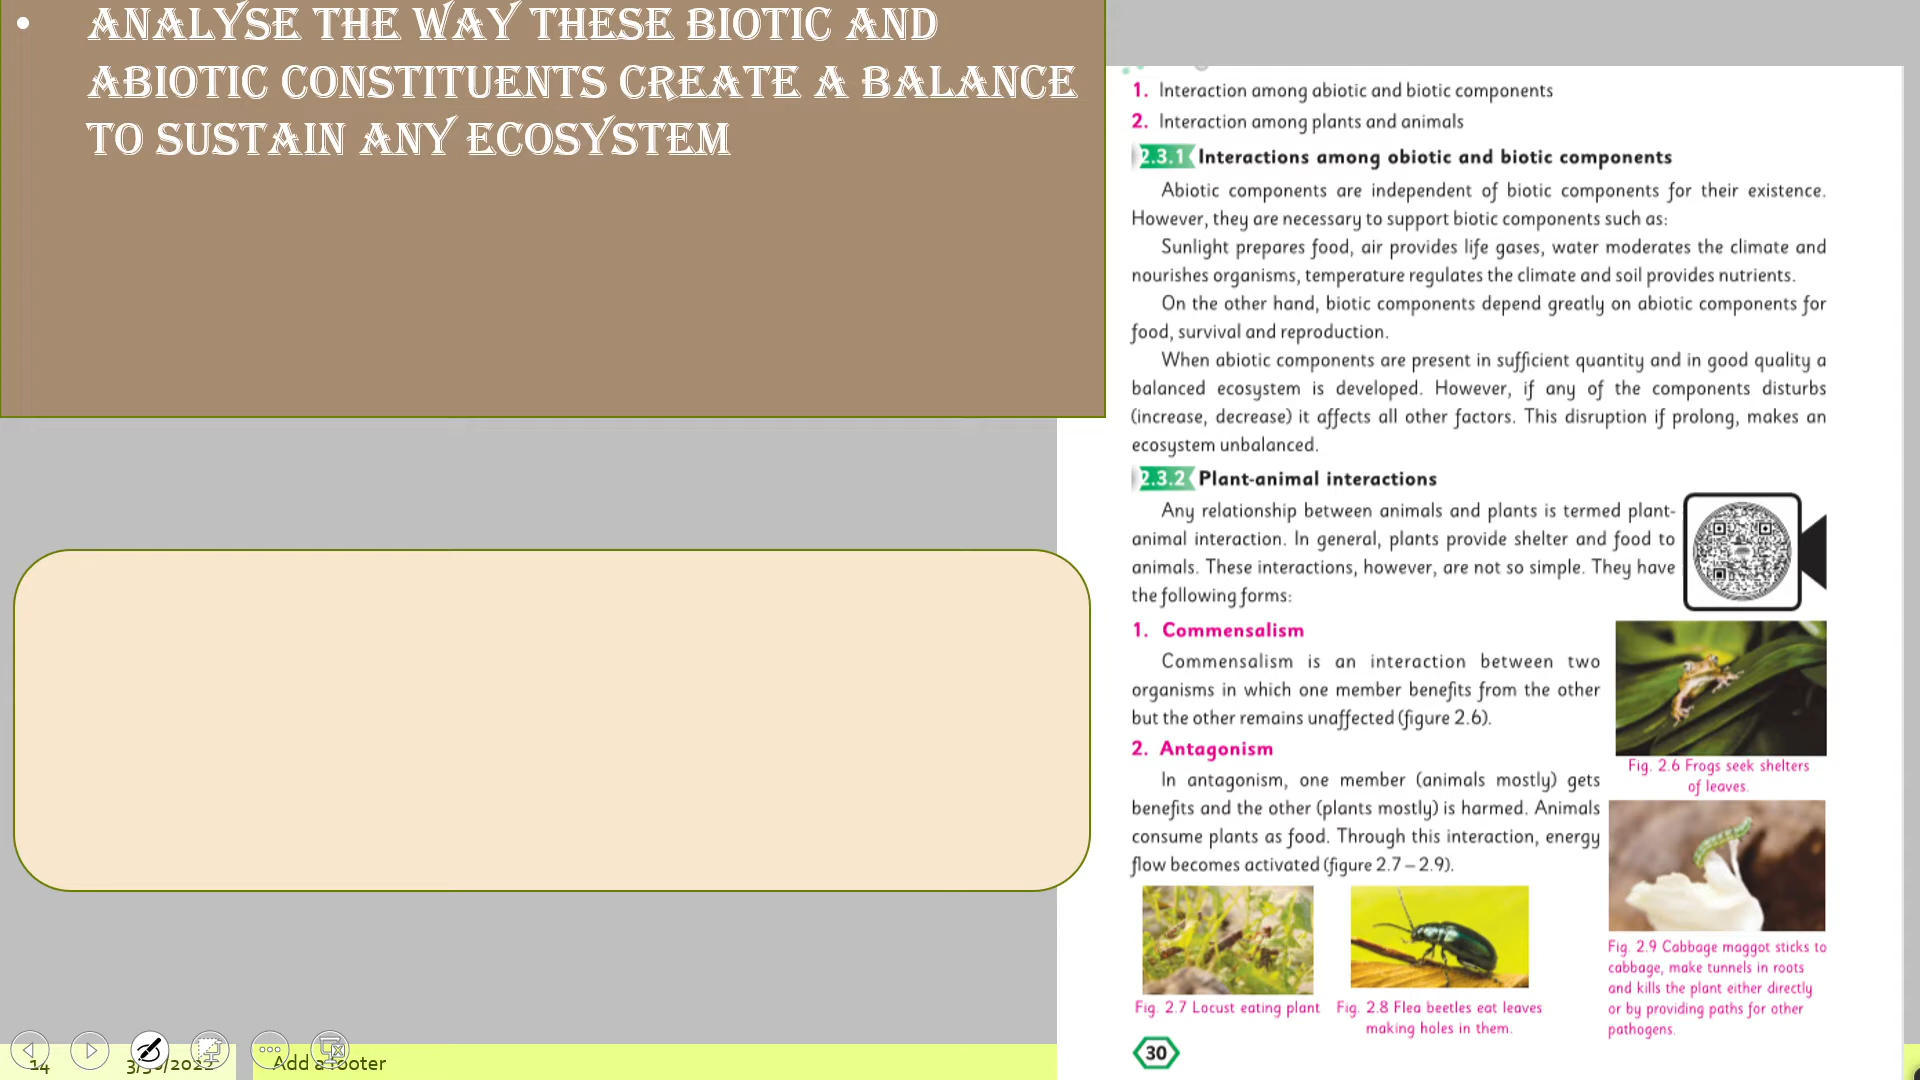 • ANALYSE THE WAY THESE BIOTIC AND
ABIOTIC CONSTITUENTS CREATE A BALANCE
TO SUSTAIN ANY ECOSYSTEM
1. Interaction among abiotic and biotic components
2. Interaction among plants and animals
2.3.1 Interactions among obiotic and biotic components
Abiotic components are independent of biotic components for their existence.
However, they are necessary to support biotic components such as:
Sunlight prepares food, air provides life gases, water moderates the climate and
nourishes organisms, temperature regulates the climate and soil provides nutrients.
On the other hand, biotic components depend greatly on abiotic components for
food, survival and reproduction.
When abiotic components are present in sufficient quantity and in good quality a
balanced ecosystem is developed. However, if any of the components disturbs
(increase, decrease) it affects all other factors. This disruption if prolong, makes an
ecosystem unbalanced.
2.3.2 Plant-animal interactions
Any relationship between animals and plants is termed plant-
animal interaction. In general, plants provide shelter and food to
animals. These interactions, however, are not so simple. They have
the following forms:
1. Commensalism
Commensalism is an interaction between two
organisms in which one member benefits from the other
but the other remains unaffected (figure 2.6).
Fig. 2.6 Frogs seek shelters
of leaves.
2. Antagonism
In antagonism, one member (animals mostly) gets
benefits and the other (plants mostly) is harmed. Animals
consume plants as food. Through this interaction, energy
flow becomes activated (figure 2.7 – 2.9).
Fig. 2.7 Locust eating plant
Fig. 2.8 Flea beetles eat leaves
making holes in them.
Fig. 2.9 Cabbage maggot sticks to
cabbage, make tunnels in roots
and kills the plant either directly
or by providing paths for other
pathogens.
30
14
Add a footer